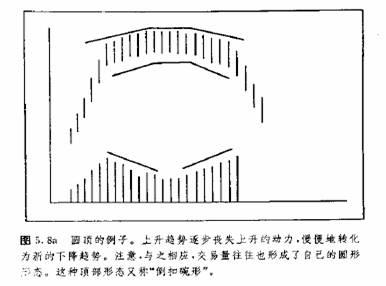 图5.8a 圆顶的例子。上升趋势逐步丧失上升的动力,慢慢地转化
为新的下降趋势。注意,与之相应,交易量往往也形成了自己的圆形
形态。这种顶部形态又称“倒扣碗形”。